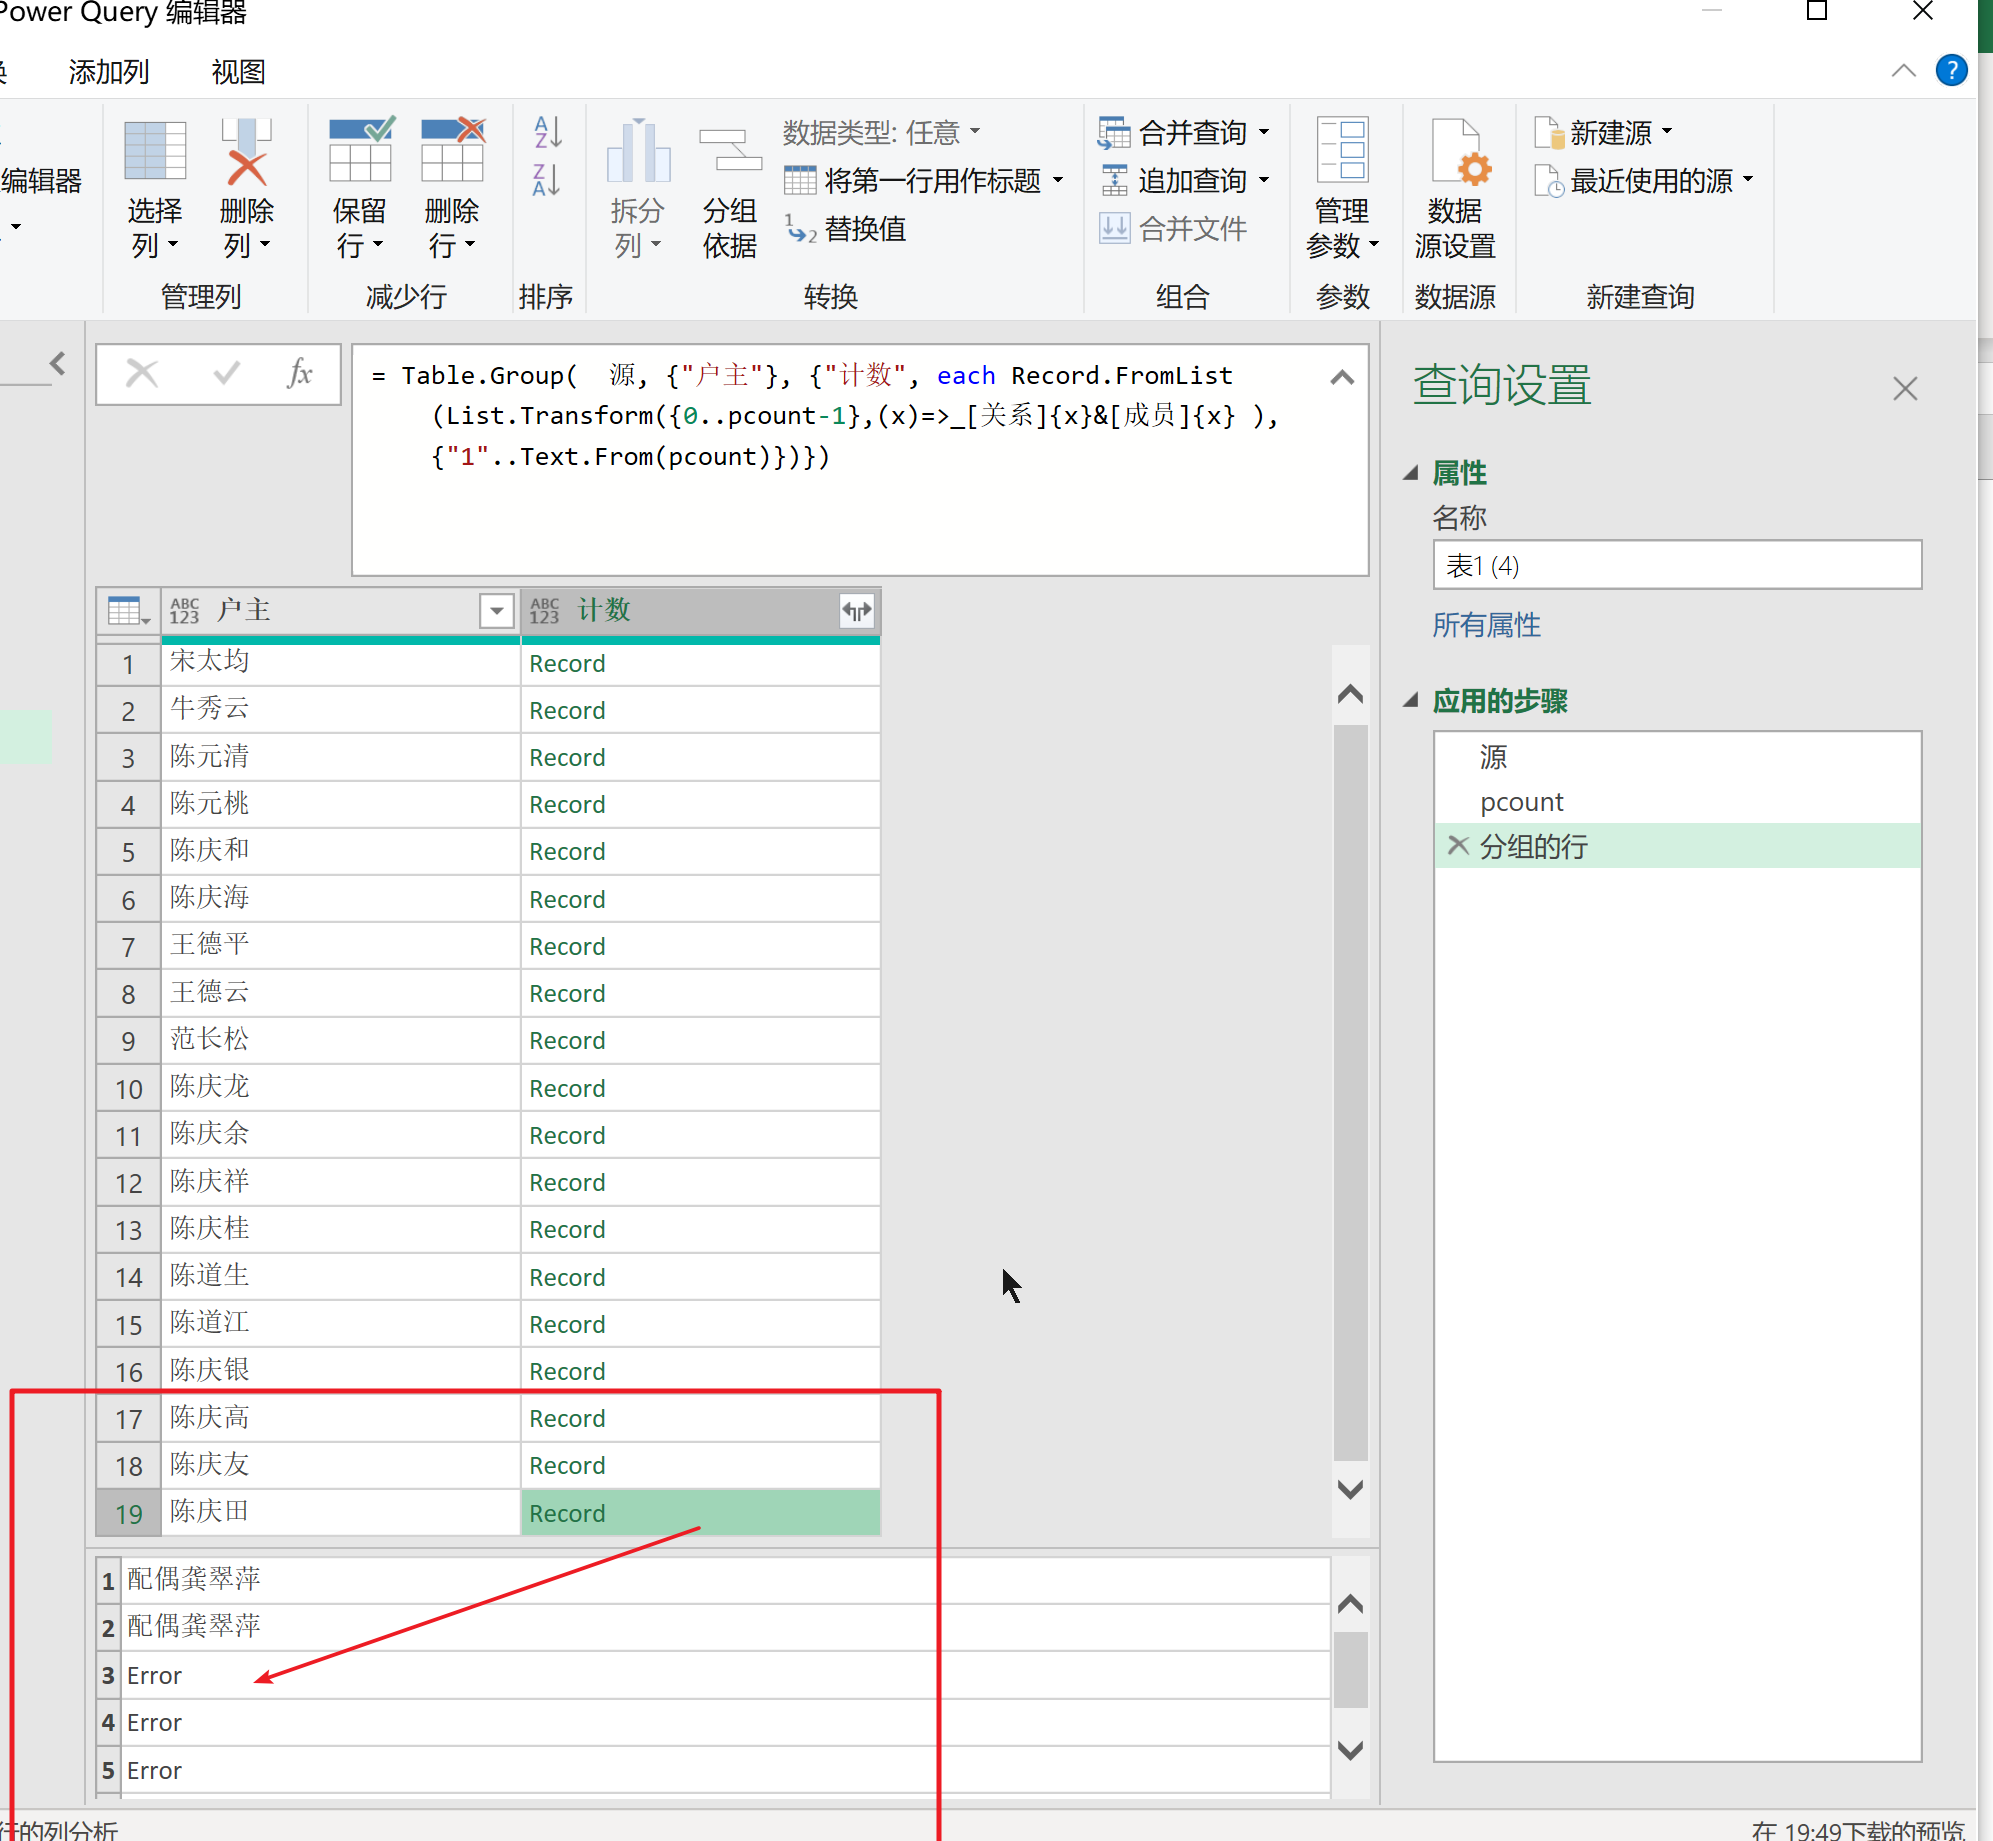 Power Query 编辑器
换 添加列 视图
编辑器
选择
列
删除
列
管理列
保留
行
删除
行
减少行
排序
拆分
列
分组
依据
数据类型: 任意
将第一行用作标题
替换值
转换
合并查询
追加查询
合并文件
组合
管理
参数
参数
数据
源设置
数据源
新建源
最近使用的源
新建查询
fx
= Table.Group(  源, {"户主"}, {"计数", each Record.FromList
(List.Transform({0..pcount-1},(x)=>_[关系]{x}&[成员]{x} ),
{"1"..Text.From(pcount)})})
ABC 123 户主 ABC 123 计数
1 宋太均 Record
2 牛秀云 Record
3 陈元清 Record
4 陈元桃 Record
5 陈庆和 Record
6 陈庆海 Record
7 王德平 Record
8 王德云 Record
9 范长松 Record
10 陈庆龙 Record
11 陈庆余 Record
12 陈庆祥 Record
13 陈庆桂 Record
14 陈道生 Record
15 陈道江 Record
16 陈庆银 Record
17 陈庆高 Record
18 陈庆友 Record
19 陈庆田 Record
1 配偶龚翠萍
2 配偶龚翠萍
3 Error
4 Error
5 Error
查询设置
属性
名称
表1 (4)
所有属性
应用的步骤
源
pcount
分组的行
行的列分析
在 19:49下载的预览